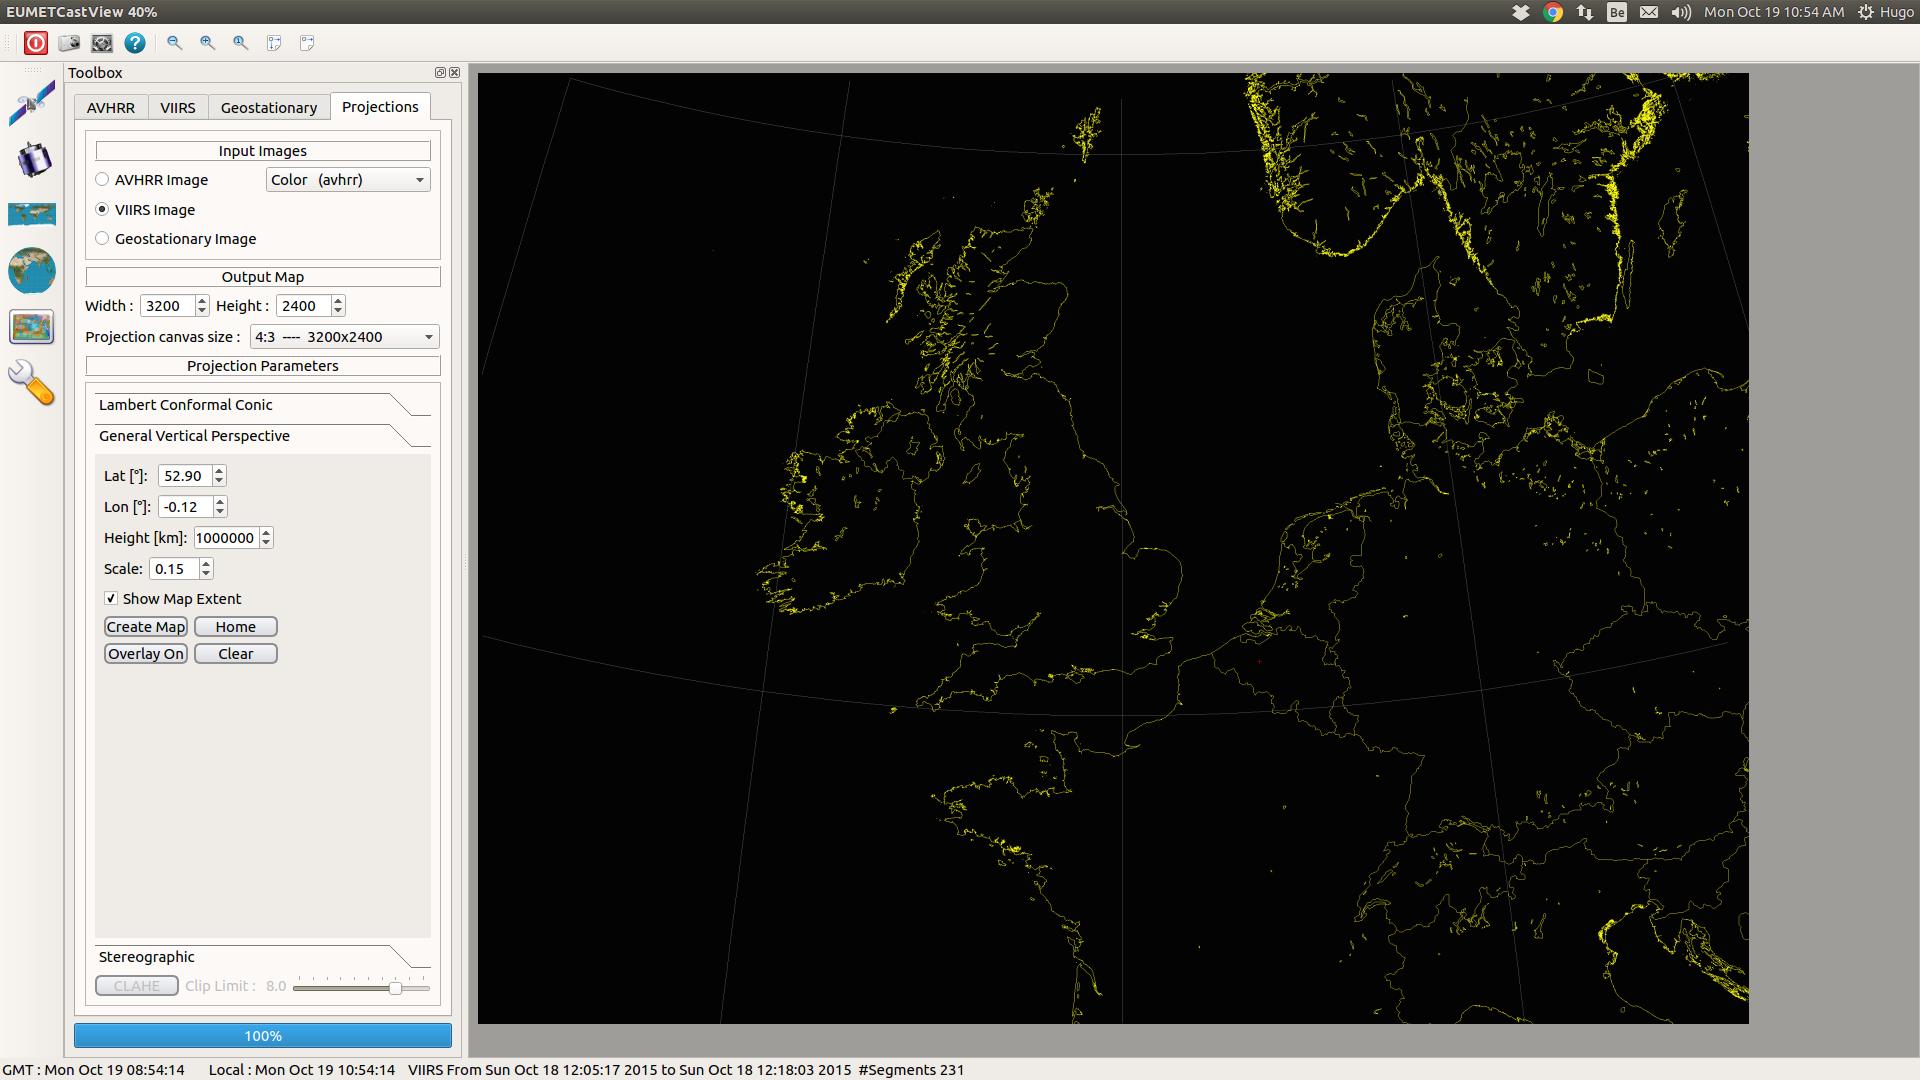 EUMETCastView 40%
Be Mon Oct 19 10:54 AM Hugo
Toolbox
AVHRR VIIRS Geostationary Projections
Input Images
AVHRR Image Color (avhrr)
VIIRS Image
Geostationary Image
Output Map
Width : 3200 Height : 2400
Projection canvas size : 4:3 ---- 3200x2400
Projection Parameters
Lambert Conformal Conic
General Vertical Perspective
Lat [°]: 52.90
Lon [°]: -0.12
Height [km]: 1000000
Scale: 0.15
Show Map Extent
Create Map Home
Overlay On Clear
Stereographic
CLAHE Clip Limit : 8.0
100%
GMT : Mon Oct 19 08:54:14 Local : Mon Oct 19 10:54:14 VIIRS From Sun Oct 18 12:05:17 2015 to Sun Oct 18 12:18:03 2015 #Segments 231